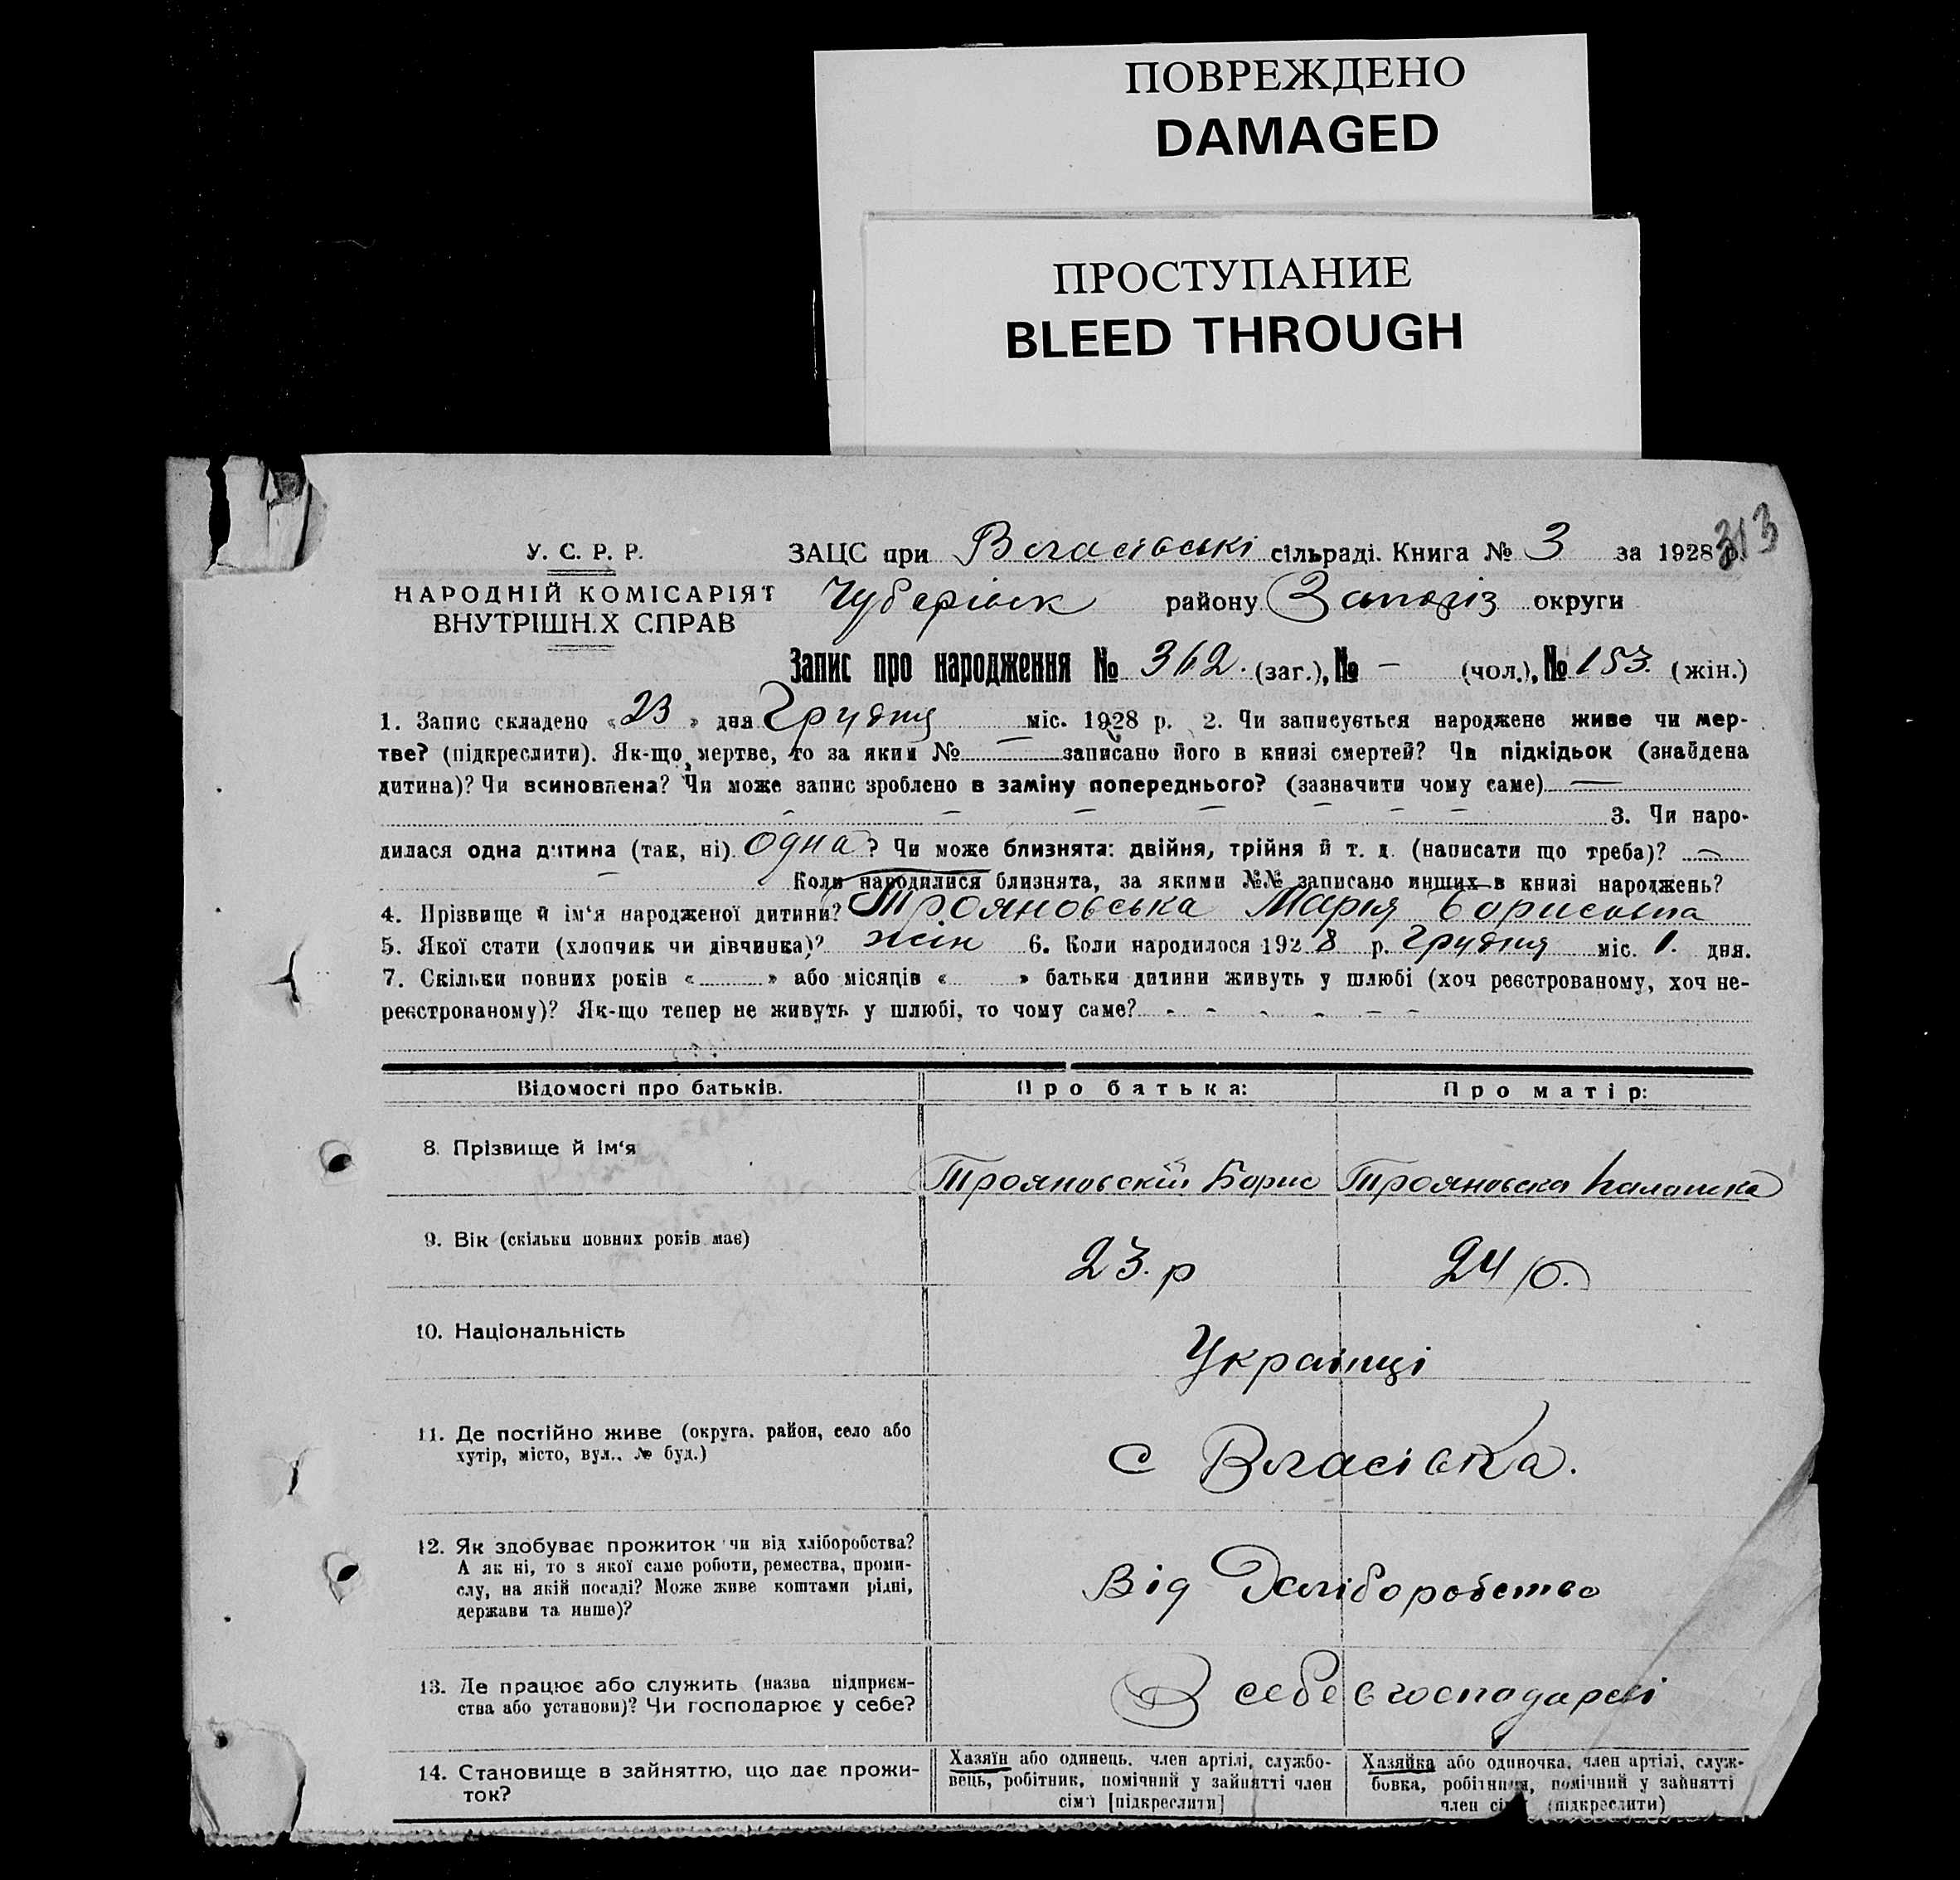 ПОВРЕЖДЕНО
DAMAGED
ПРОСТУПАНИЕ
BLEED THROUGH
313
У. С. Р. Р.
НАРОДНІЙ КОМІСАРІЯТ
ВНУТРІШН.Х СПРАВ
ЗАЦС при Власівські сільраді. Книга № 3 за 1928 р.
Чубарівськ району Запоріз округи
Запис про народження № 362. (заг.), № – (чол.), № 153. (жін.)
1. Запис складено «23» дня Грудня міс. 1928 р. 2. Чи записується народжене живе чи мер-
тве? (підкреслити). Як-що мертве, то за яким № — записано його в книзі смертей? Чи підкідьок (знайдена
дитина)? Чи всиновлена? Чи може запис зроблено в заміну попереднього? (зазначити чому саме) —
– – – – – – – – 3. Чи наро-
дилася одна дитина (так, ні) одна? Чи може близнята: двійня, трійня й т. д. (написати що треба)? —
– Коли народилися близнята, за якими №№ записано инших в книзі народжень?
4. Прізвище й ім‘я народженої дитини? Трояновська Марія Борисовна
5. Якої стати (хлопчик чи дівчинка)? жін 6. Коли народилося 1928 р. Грудня міс. 1. дня.
7. Скільки повних років « » або місяців « » батьки дитини живуть у шлюбі (хоч реєстрованому, хоч не-
реєстрованому)? Як-що тепер не живуть у шлюбі, то чому саме? - - - - - -
Відомості про батьків. Про батька: Про матір:
8. Прізвище й ім‘я
Трояновскій Борис Трояновска Палашка
9. Вік (скільки повних років має)
23. р 24 р.
10. Національність
Українці
11. Де постійно живе (округа, район, село або
хутір, місто, вул., № буд.)
с Власівка.
12. Як здобуває прожиток чи від хліборобства?
А як ні, то з якої саме роботи, ремества, проми-
слу, на якій посаді? Може живе коштами рідні,
держави та инше)?
Від Хліборобства
13. Де працює або служить (назва підприєм-
ства або установи)? Чи господарює у себе?
В себе в господарсві
14. Становище в зайняттю, що дає прожи-
ток?
Хазяїн або одинець, член артілі, службо-
вець, робітник, помічний у зайнятті член
сім‘ї [підкреслити]
Хазяйка або одиночка, член артілі, служ-
бовка, робітниця, помічний у зайнятті
член (підкреслити)